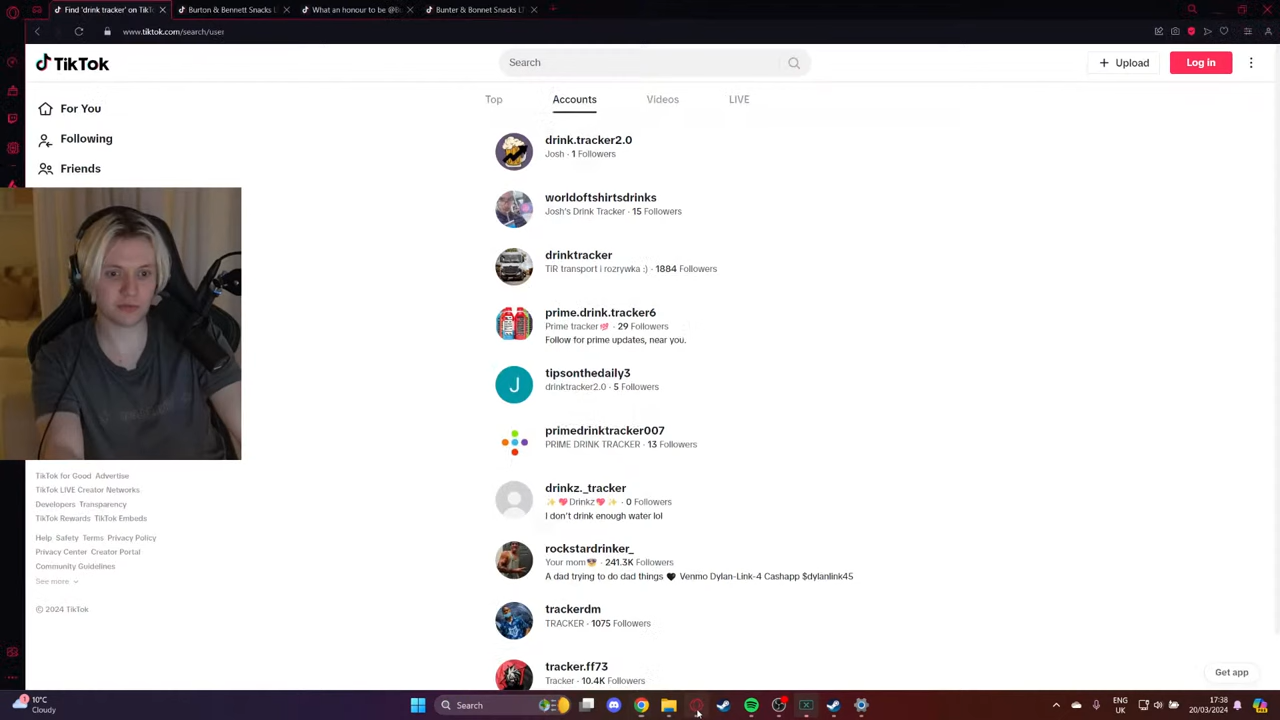 Find 'drink tracker' on TikT
Burton & Bennett Snacks L
What an honour to be @B
Bunter & Bonnet Snacks LT
www.tiktok.com/search/user
TikTok
Search
Upload
Log in
Top
Accounts
Videos
LIVE
For You
Following
Friends
drink.tracker2.0
Josh · 1 Followers
worldoftshirtsdrinks
Josh's Drink Tracker · 15 Followers
drinktracker
TIR transport i rozrywka :) · 1884 Followers
prime.drink.tracker6
Prime tracker💖 · 29 Followers
Follow for prime updates, near you.
J
tipsonthedaily3
drinktracker2.0 · 5 Followers
primedrinktracker007
PRIME DRINK TRACKER · 13 Followers
drinkz._tracker
✨💖Drinkz💖✨ · 0 Followers
I don't drink enough water lol
rockstardrinker_
Your mom · 241.3K Followers
A dad trying to do dad things 🖤 Venmo Dylan-Link-4 Cashapp $dylanlink45
trackerdm
TRACKER · 1075 Followers
tracker.ff73
Tracker · 10.4K Followers
TikTok for Good Advertise
TikTok LIVE Creator Networks
Developers Transparency
TikTok Rewards TikTok Embeds
Help Safety Terms Privacy Policy
Privacy Center Creator Portal
Community Guidelines
See more
© 2024 TikTok
Get app
10°C
Cloudy
Search
ENG
UK
17:38
20/03/2024